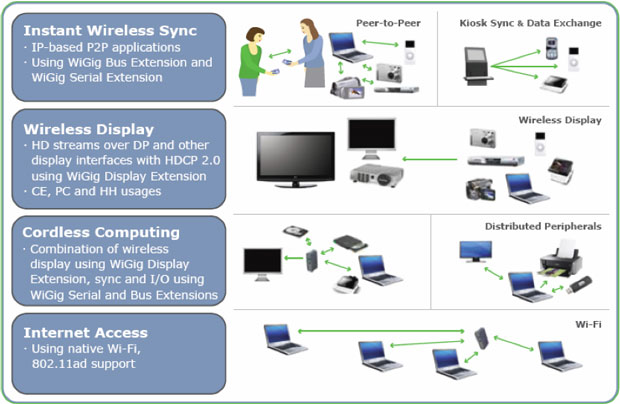 Instant Wireless Sync
· IP-based P2P applications
· Using WiGig Bus Extension and
WiGig Serial Extension
Peer-to-Peer
Kiosk Sync & Data Exchange
Wireless Display
· HD streams over DP and other
display interfaces with HDCP 2.0
using WiGig Display Extension
· CE, PC and HH usages
Wireless Display
Cordless Computing
· Combination of wireless
display using WiGig Display
Extension, sync and I/O using
WiGig Serial and Bus Extensions
Distributed Peripherals
Internet Access
· Using native Wi-Fi,
802.11ad support
Wi-Fi